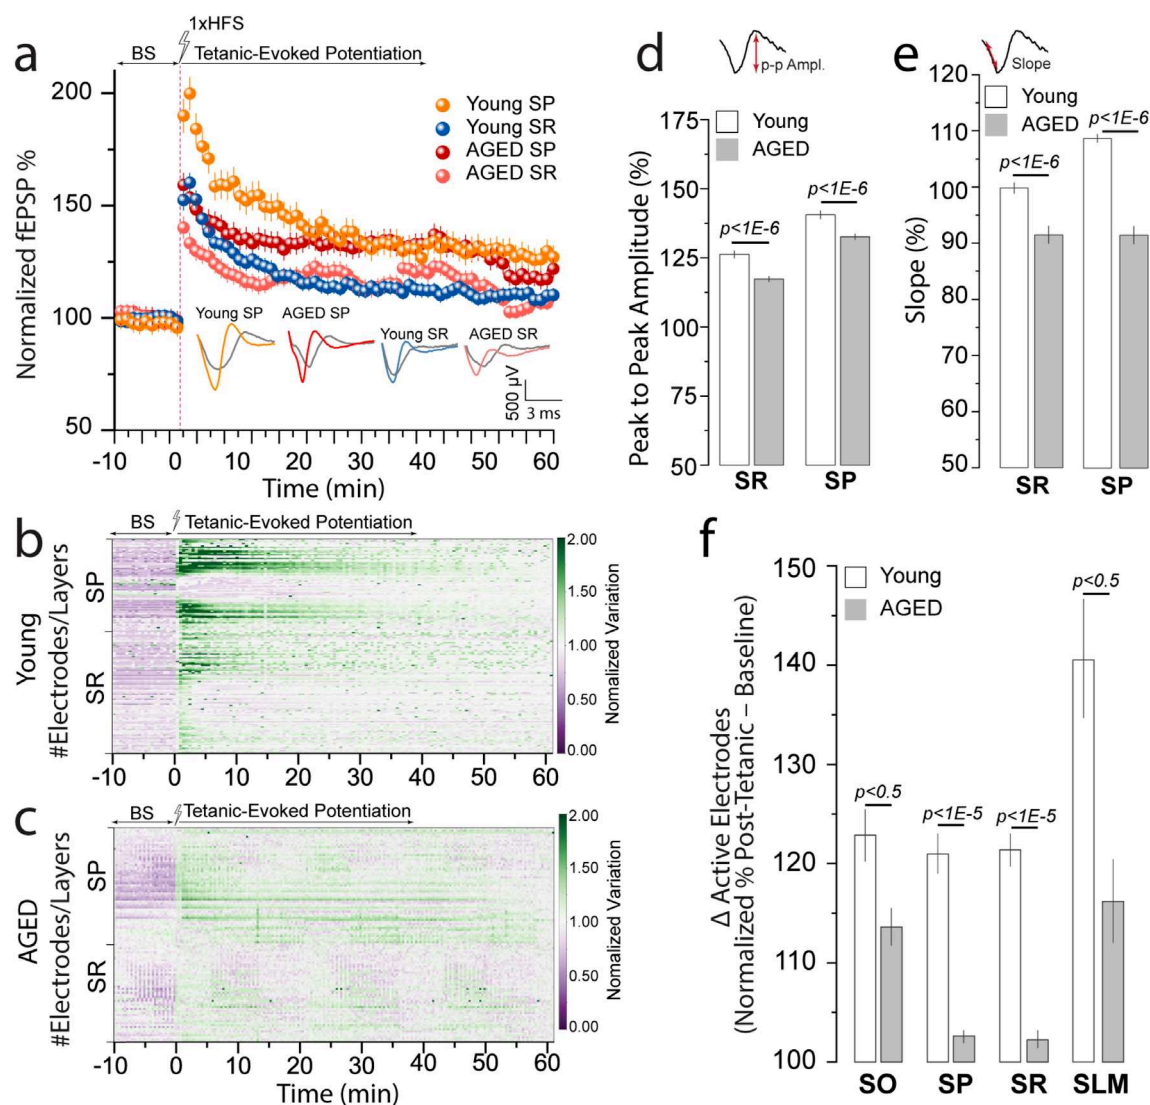 a
1xHFS
BS
Tetanic-Evoked Potentiation
Normalized fEPSP %
200
150
100
50
Young SP
Young SR
AGED SP
AGED SR
Young SP
AGED SP
Young SR
AGED SR
500 µV
3 ms
-10 0 10 20 30 40 50 60
Time (min)
d
p-p Ampl.
Peak to Peak Amplitude (%)
175
150
125
100
75
50
Young
AGED
p<1E-6
p<1E-6
SR SP
e
Slope
Slope (%)
120
110
100
90
80
70
60
50
Young
AGED
p<1E-6
p<1E-6
SR SP
b
BS
Tetanic-Evoked Potentiation
Young
#Electrodes/Layers
SP
SR
2.00
1.50
1.00
0.50
0.00
Nomalized Variation
-10 0 10 20 30 40 50 60
c
BS
Tetanic-Evoked Potentiation
AGED
#Electrodes/Layers
SP
SR
2.00
1.50
1.00
0.50
0.00
Nomalized Variation
-10 0 10 20 30 40 50 60
Time (min)
f
Δ Active Electrodes
(Normalized % Post-Tetanic – Baseline)
150
140
130
120
110
100
Young
AGED
p<0.5
p<1E-5
p<1E-5
p<0.5
SO SP SR SLM